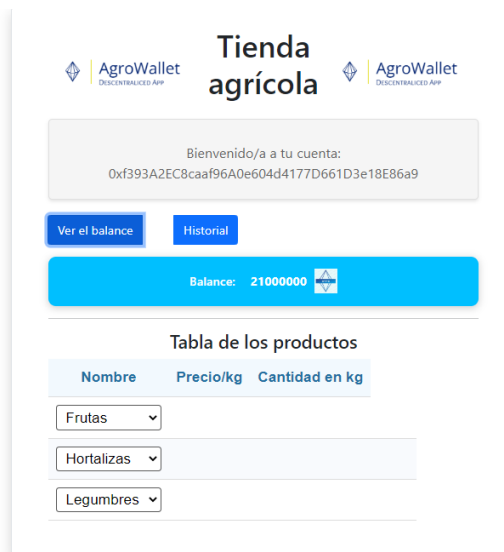 AgroWallet
DESCENTRALICED APP
Tienda
agrícola
AgroWallet
DESCENTRALICED APP
Bienvenido/a a tu cuenta:
0xf393A2EC8caaf96A0e604d4177D661D3e18E86a9
Ver el balance
Historial
Balance: 21000000
Tabla de los productos
Nombre Precio/kg Cantidad en kg
Frutas
Hortalizas
Legumbres